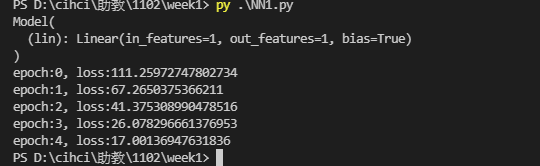 PS D:\cihci\助教\1102\week1> py .\NN1.py
Model(
  (lin): Linear(in_features=1, out_features=1, bias=True)
)
epoch:0, loss:111.25972747802734
epoch:1, loss:67.2650375366211
epoch:2, loss:41.375308990478516
epoch:3, loss:26.078296661376953
epoch:4, loss:17.00136947631836
PS D:\cihci\助教\1102\week1>